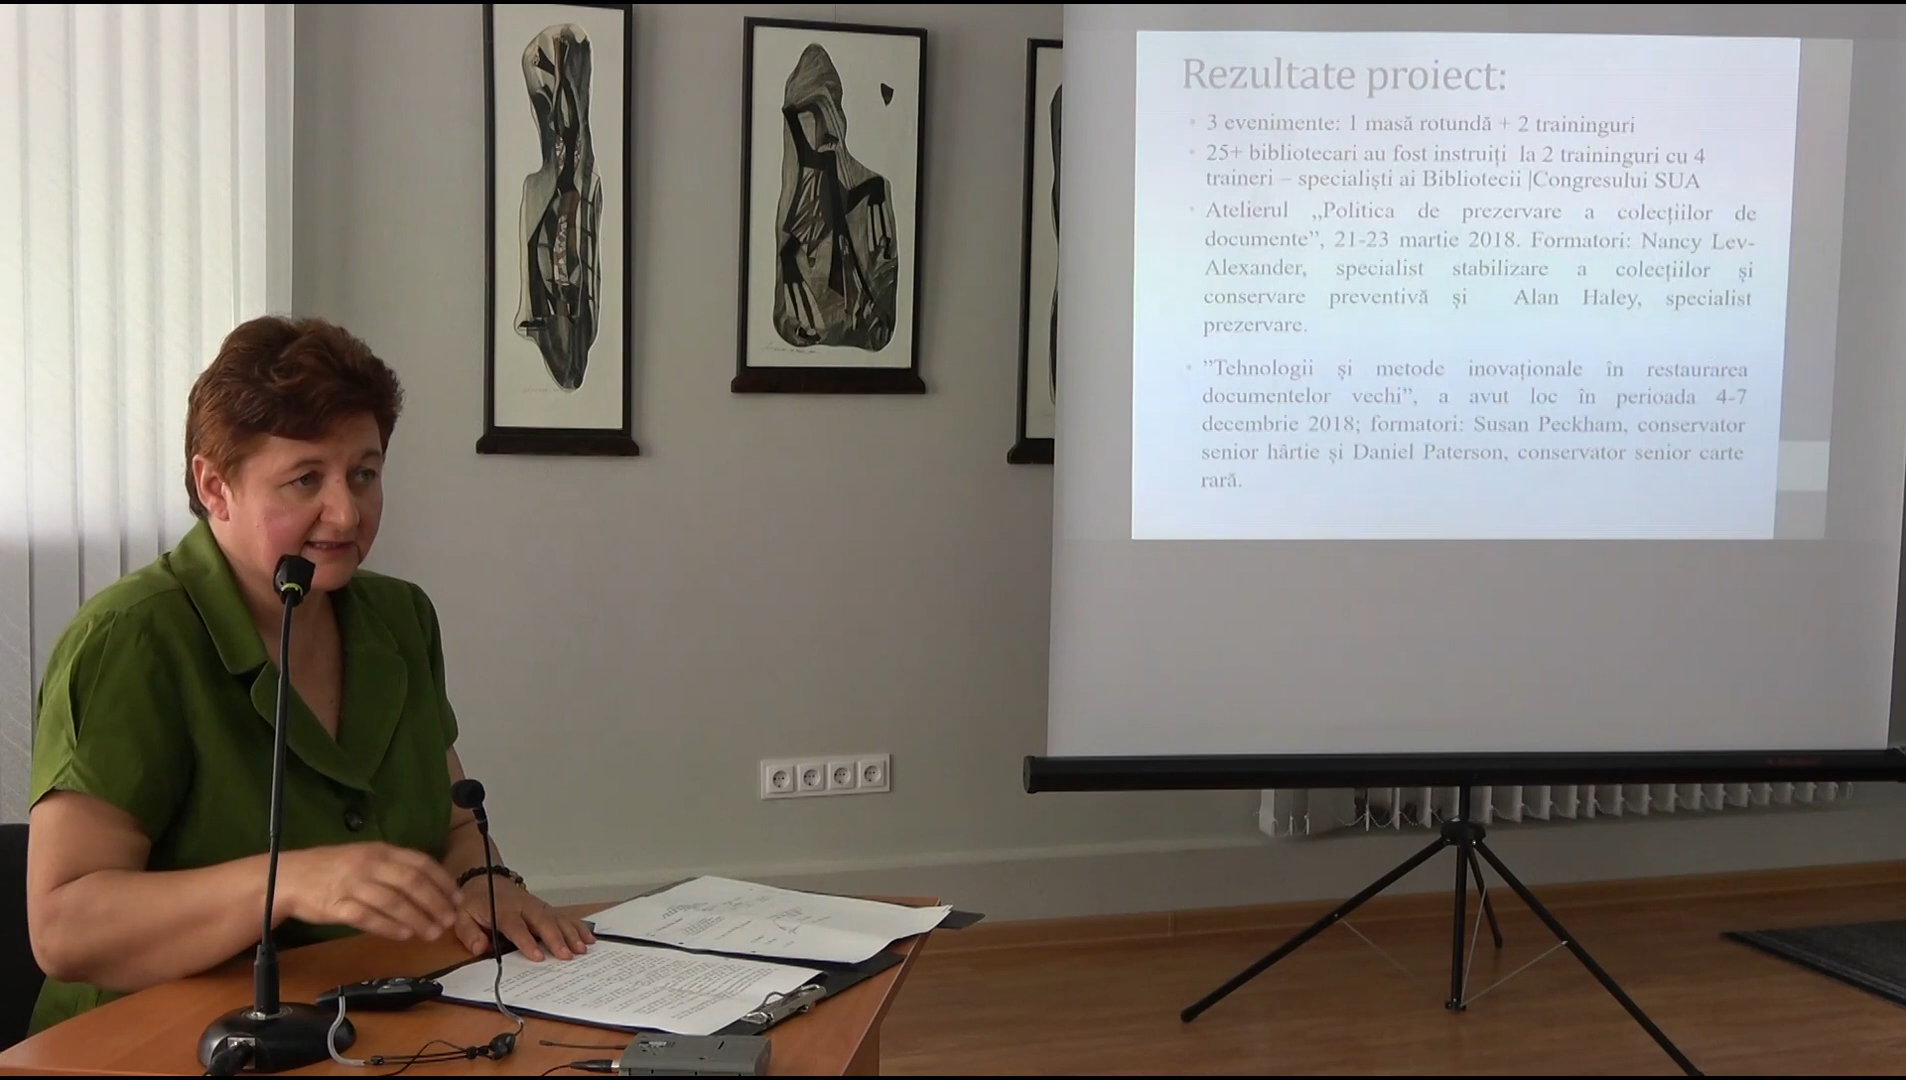 Rezultate proiect:
3 evenimente: 1 masă rotundă + 2 traininguri
25+ bibliotecari au fost instruiți la 2 traininguri cu 4
traineri – specialiști ai Bibliotecii |Congresului SUA
Atelierul „Politica de prezervare a colecțiilor de
documente”, 21-23 martie 2018. Formatori: Nancy Lev-
Alexander, specialist stabilizare a colecțiilor și
conservare preventivă și Alan Haley, specialist
prezervare.
”Tehnologii și metode inovaționale în restaurarea
documentelor vechi”, a avut loc în perioada 4-7
decembrie 2018; formatori: Susan Peckham, conservator
senior hârtie și Daniel Paterson, conservator senior carte
rară.